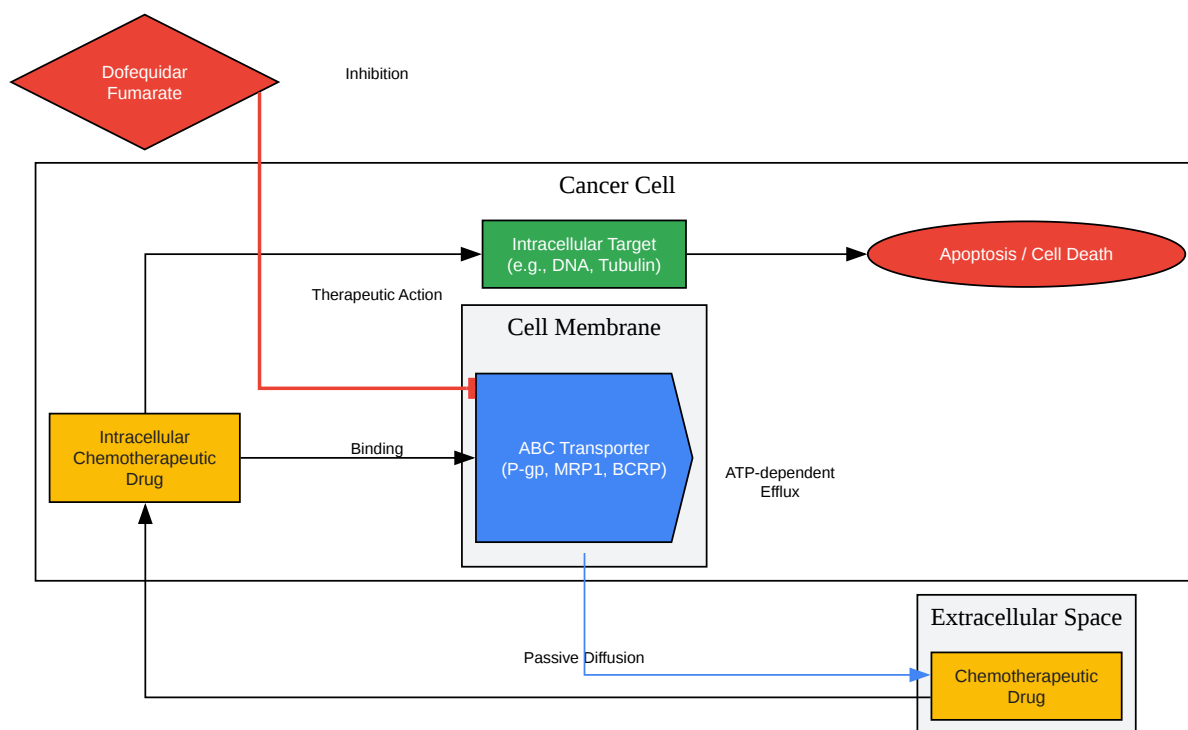 Dofequidar
Fumarate
Inhibition
Cancer Cell
Intracellular Target
(e.g., DNA, Tubulin)
Apoptosis / Cell Death
Therapeutic Action
Cell Membrane
Intracellular
Chemotherapeutic
Drug
Binding
ABC Transporter
(P-gp, MRP1, BCRP)
ATP-dependent
Efflux
Extracellular Space
Passive Diffusion
Chemotherapeutic
Drug